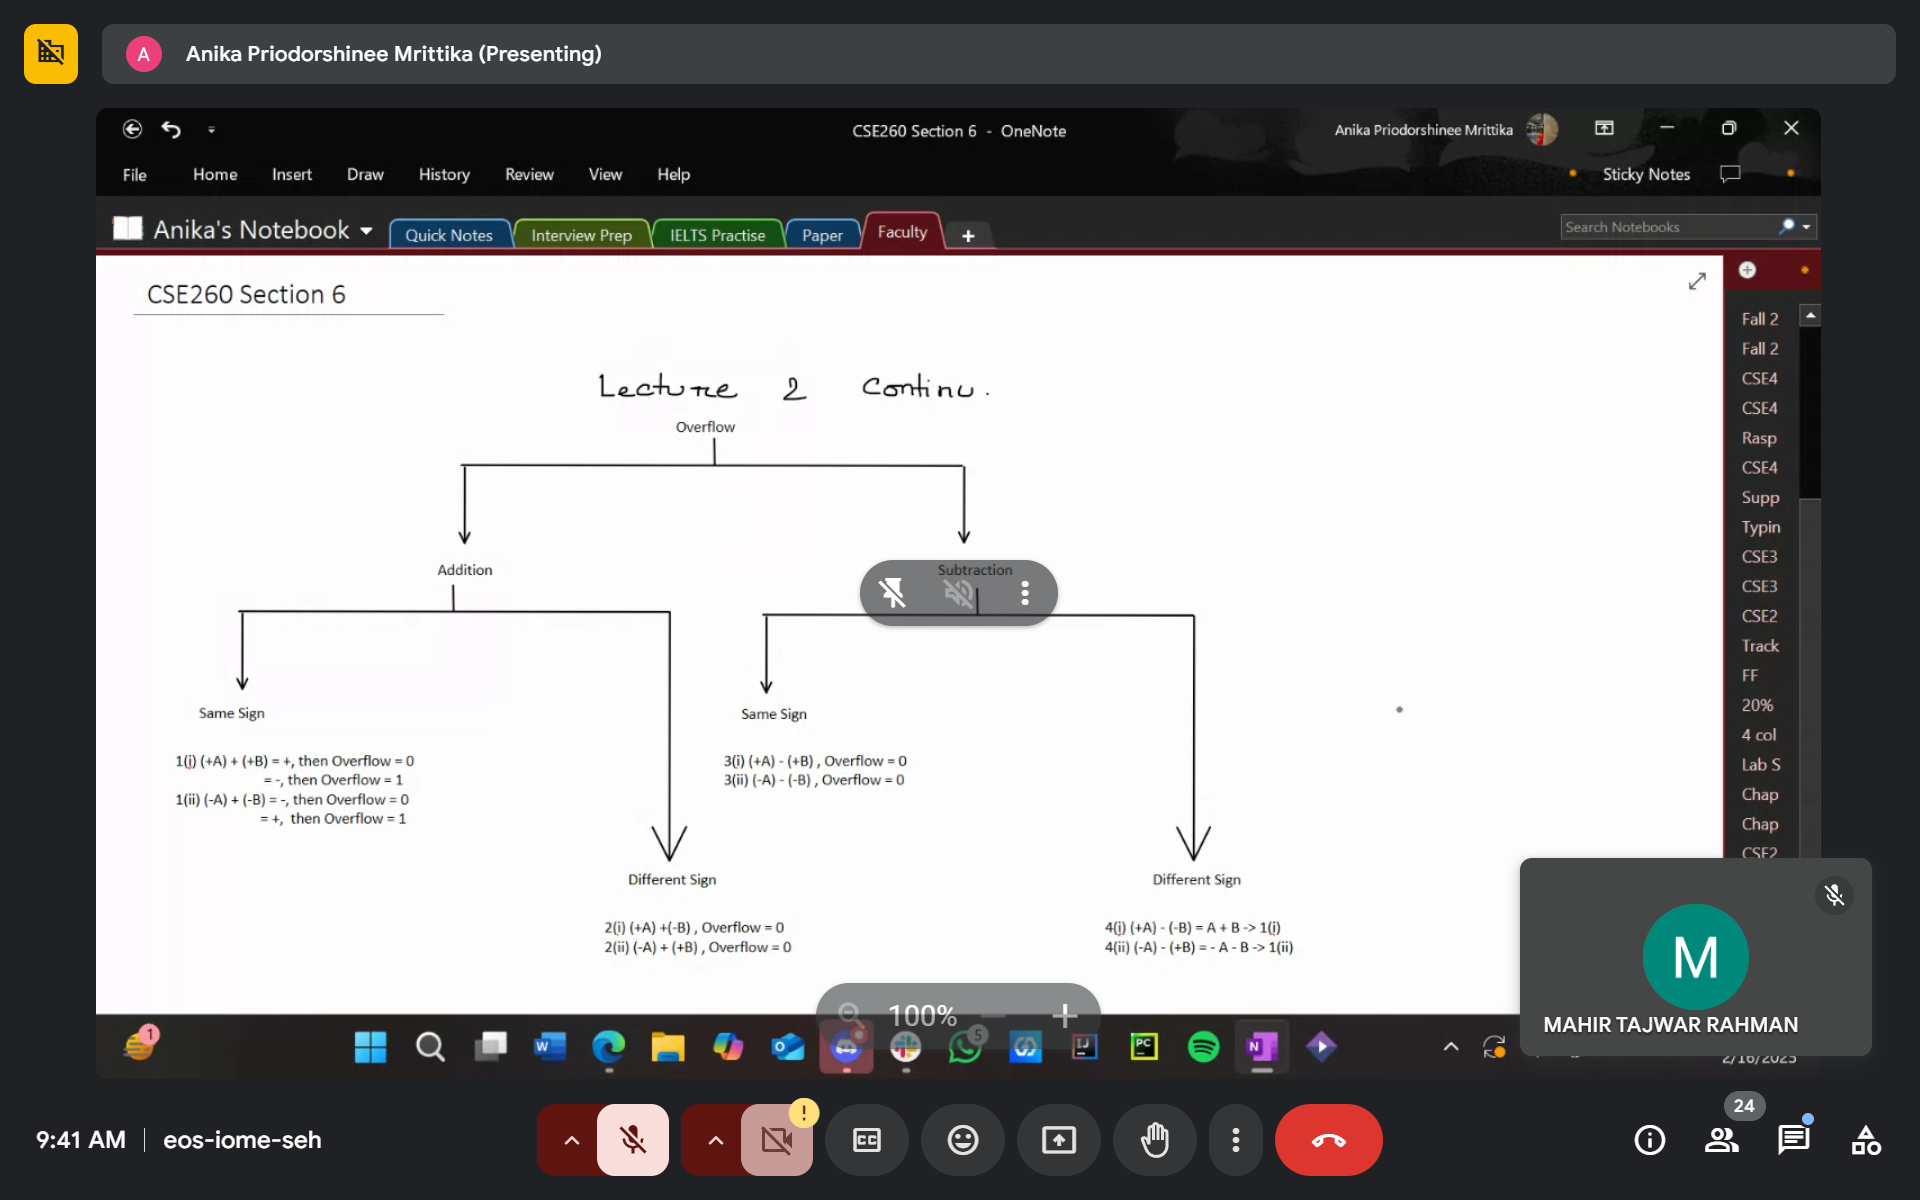 A Anika Priodorshinee Mrittika (Presenting)
CSE260 Section 6 - OneNote
Anika Priodorshinee Mrittika
File Home Insert Draw History Review View Help
Sticky Notes
Anika's Notebook
Quick Notes Interview Prep IELTS Practise Paper Faculty +
Search Notebooks
CSE260 Section 6
Lecture 2 Continu.
Overflow
Addition
Subtraction
Same Sign
Same Sign
1(i) (+A) + (+B) = +, then Overflow = 0
= -, then Overflow = 1
1(ii) (-A) + (-B) = -, then Overflow = 0
= +, then Overflow = 1
3(i) (+A) - (+B) , Overflow = 0
3(ii) (-A) - (-B) , Overflow = 0
Different Sign
Different Sign
2(i) (+A) +(-B) , Overflow = 0
2(ii) (-A) + (+B) , Overflow = 0
4(i) (+A) - (-B) = A + B -> 1(i)
4(ii) (-A) - (+B) = - A - B -> 1(ii)
Fall 2
Fall 2
CSE4
CSE4
Rasp
CSE4
Supp
Typin
CSE3
CSE3
CSE2
Track
FF
20%
4 col
Lab S
Chap
Chap
CSE2
M
MAHIR TAJWAR RAHMAN
100%
1
5
2/16/2025
9:41 AM | eos-iome-seh
CC
24